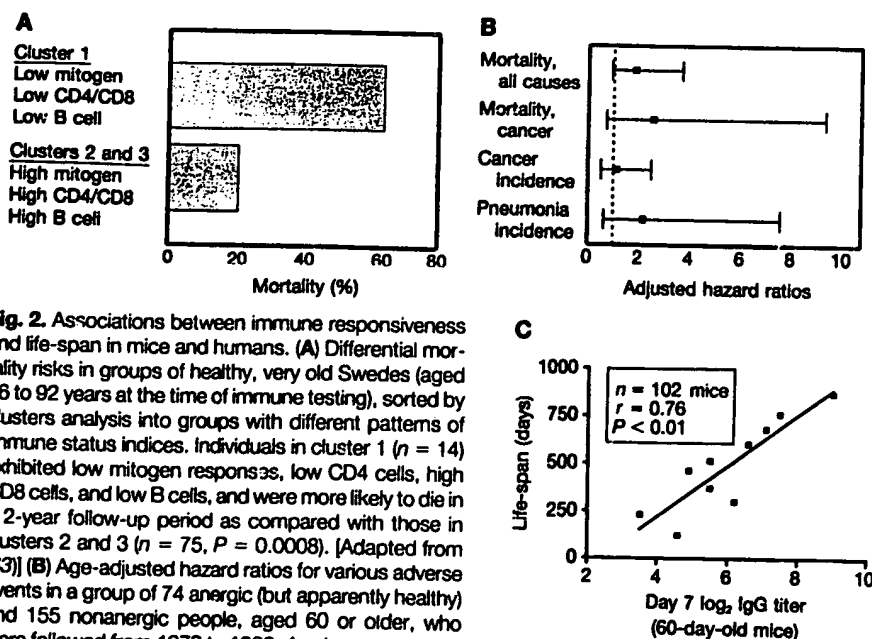 A
Cluster 1
Low mitogen
Low CD4/CD8
Low B cell
Clusters 2 and 3
High mitogen
High CD4/CD8
High B cell
0 20 40 60 80
Mortality (%)
B
Mortality,
all causes
Mortality,
cancer
Cancer
incidence
Pneumonia
incidence
0 2 4 6 8 10
Adjusted hazard ratios
ig. 2. Associations between immune responsiveness
nd life-span in mice and humans. (A) Differential mor-
ality risks in groups of healthy, very old Swedes (aged
6 to 92 years at the time of immune testing), sorted by
lusters analysis into groups with different patterns of
mmune status indices. Individuals in cluster 1 (n = 14)
xhibited low mitogen responses, low CD4 cells, high
D8 cells, and low B cells, and were more likely to die in
2-year follow-up period as compared with those in
usters 2 and 3 (n = 75, P = 0.0008). [Adapted from
3)] (B) Age-adjusted hazard ratios for various adverse
vents in a group of 74 anergic (but apparently healthy)
nd 155 nonanergic people, aged 60 or older, who
C
1000
750
500
250
0
n = 102 mice
r = 0.76
P < 0.01
Life-span (days)
2 4 6 8 10
Day 7 log₂ IgG titer
(60-day-old mice)